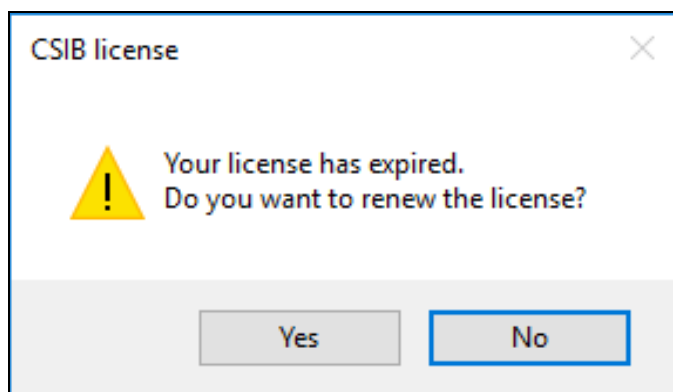 CSIB license
Your license has expired.
Do you want to renew the license?
Yes
No